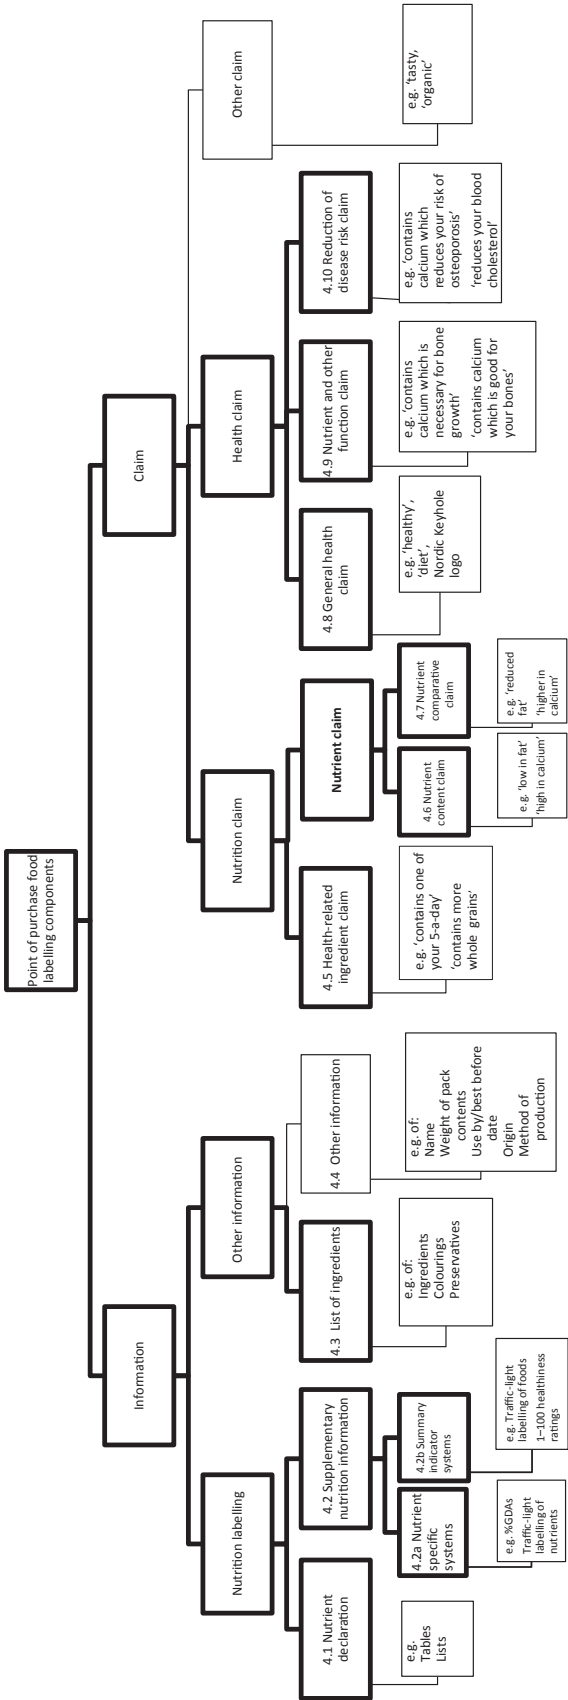 Point of purchase food
labelling components
Information
Claim
Nutrition labelling
Other information
Nutrition claim
Health claim
Other claim
4.1 Nutrient
declaration
4.2 Supplementary
nutrition information
4.3 List of ingredients
4.4 Other information
4.5 Health-related
ingredient claim
Nutrient claim
4.8 General health
claim
4.9 Nutrient and other
function claim
4.10 Reduction of
disease risk claim
e.g.
Tables
Lists
4.2a Nutrient
specific
systems
4.2b Summary
indicator
systems
e.g. of:
Ingredients
Colourings
Preservatives
e.g. of:
Name
Weight of pack
contents
Use by/best before
date
Origin
Method of
production
e.g. ‘contains one of
your 5-a-day’
‘contains more
whole grains’
4.6 Nutrient
content claim
4.7 Nutrient
comparative
claim
e.g. ‘healthy’,
‘diet’,
Nordic Keyhole
logo
e.g. ‘contains
calcium which is
necessary for bone
growth’
‘contains calcium
which is good for
your bones’
e.g. ‘contains
calcium which
reduces your risk of
osteoporosis’
‘reduces your blood
cholesterol’
e.g. ‘tasty,
‘organic’
e.g. %GDAs
Traffic-light
labelling of
nutrients
e.g. Traffic-light
labelling of foods
1–100 healthiness
ratings
e.g. ‘low in fat’
‘high in calcium’
e.g. ‘reduced
fat’
‘higher in
calcium’